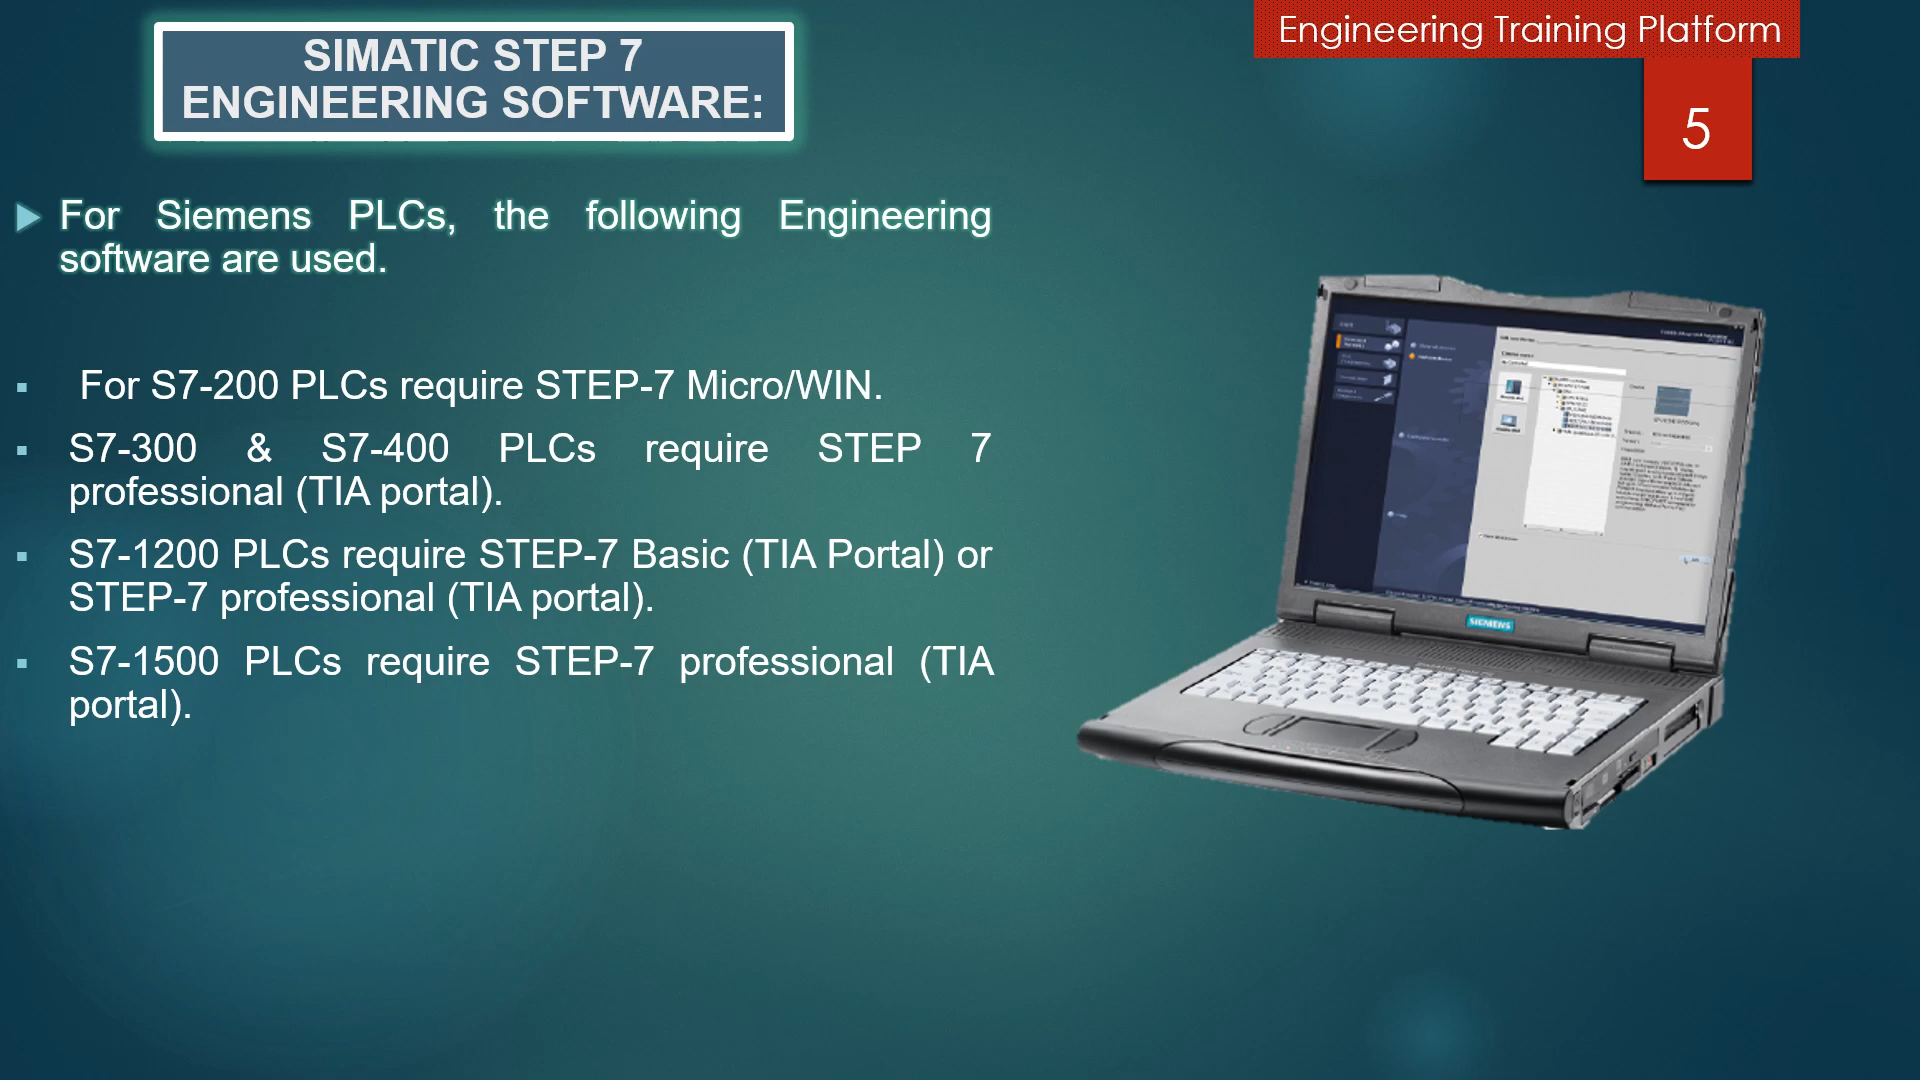 Engineering Training Platform
5
SIMATIC STEP 7
ENGINEERING SOFTWARE:
For Siemens PLCs, the following Engineering
software are used.
For S7-200 PLCs require STEP-7 Micro/WIN.
S7-300 & S7-400 PLCs require STEP 7
professional (TIA portal).
S7-1200 PLCs require STEP-7 Basic (TIA Portal) or
STEP-7 professional (TIA portal).
S7-1500 PLCs require STEP-7 professional (TIA
portal).
SIEMENS